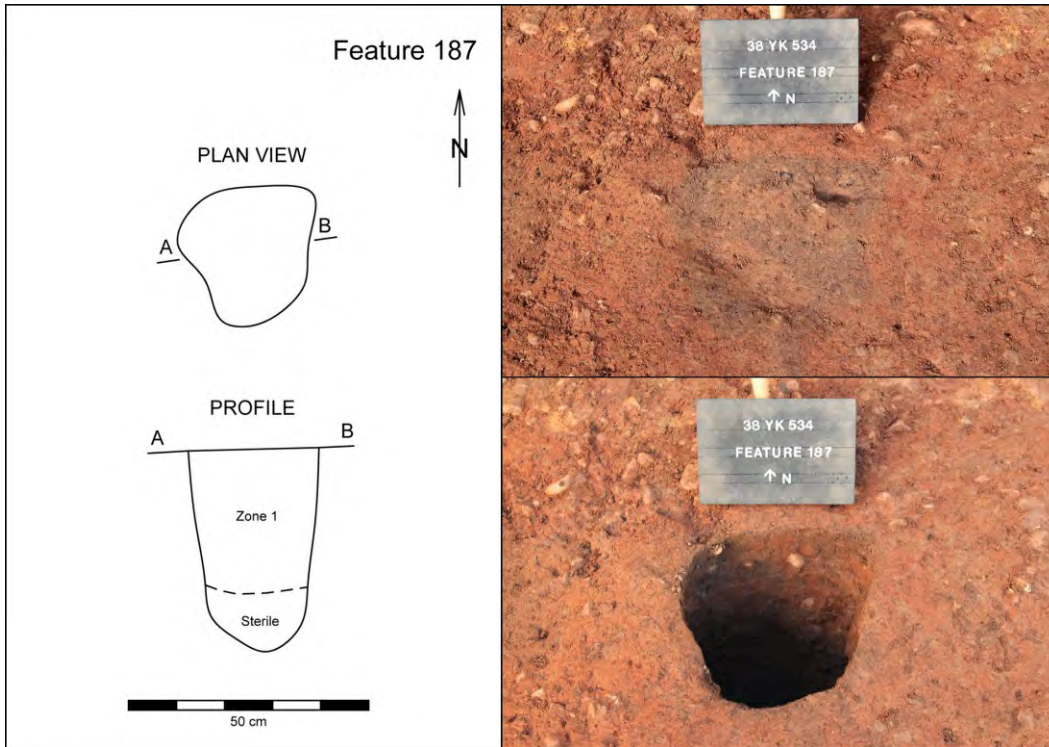 Feature 187
N
PLAN VIEW
A
B
PROFILE
A
B
Zone 1
Sterile
50 cm
38 YK 534
FEATURE 187
↑ N
38 YK 534
FEATURE 187
↑ N